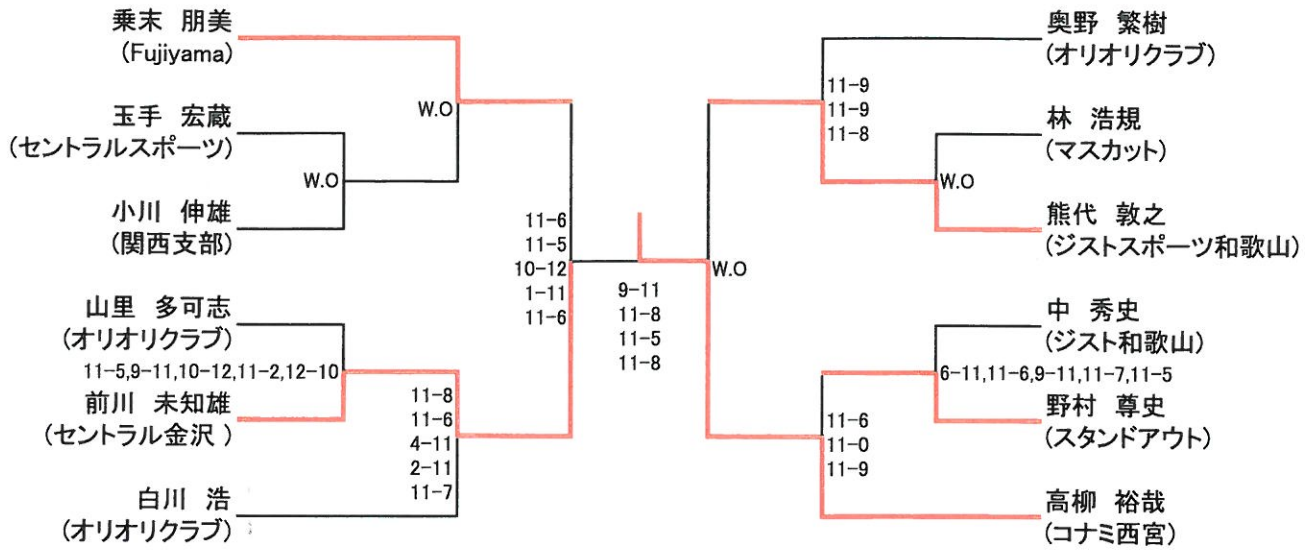 乗末 朋美
(Fujiyama)
玉手 宏蔵
(セントラルスポーツ)
小川 伸雄
(関西支部)
山里 多可志
(オリオリクラブ)
11-5,9-11,10-12,11-2,12-10
前川 未知雄
(セントラル金沢 )
白川 浩
(オリオリクラブ)
W.O
W.O
11-8
11-6
4-11
2-11
11-7
11-6
11-5
10-12
1-11
11-6
9-11
11-8
11-5
11-8
W.O
11-9
11-9
11-8
W.O
11-6
11-0
11-9
奥野 繁樹
(オリオリクラブ)
林 浩規
(マスカット)
熊代 敦之
(ジストスポーツ和歌山)
中 秀史
(ジスト和歌山)
6-11,11-6,9-11,11-7,11-5
野村 尊史
(スタンドアウト)
高柳 裕哉
(コナミ西宮)